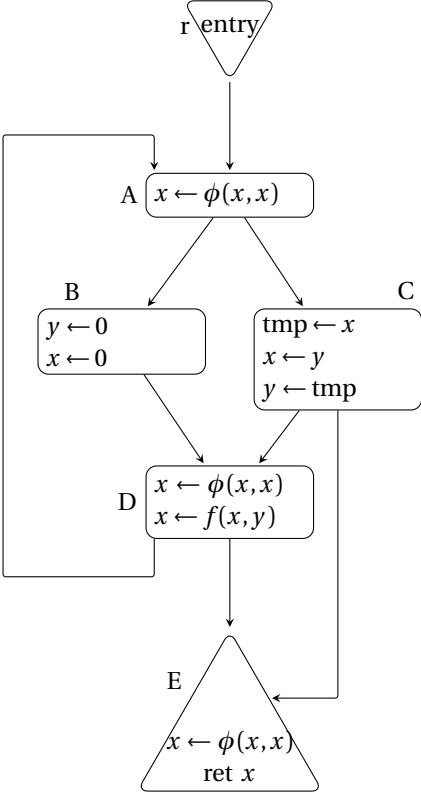 r entry
A x ← ϕ(x,x)
B
y ← 0
x ← 0
C
tmp ← x
x ← y
y ← tmp
D
x ← ϕ(x,x)
x ← f(x,y)
E
x ← ϕ(x,x)
ret x